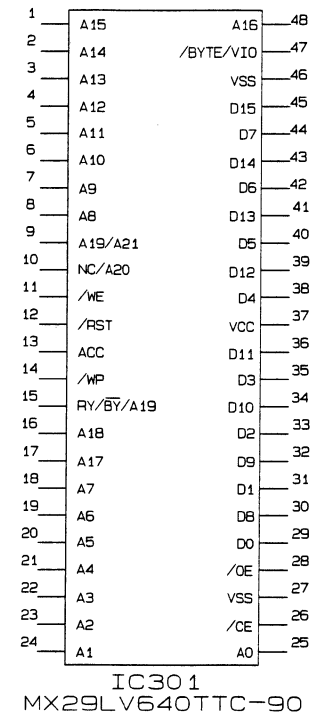 1 A15 A16 48
2 A14 /BYTE/VIO 47
3 A13 VSS 46
4 A12 D15 45
5 A11 D7 44
6 A10 D14 43
7 A9 D6 42
8 A8 D13 41
9 A19/A21 D5 40
10 NC/A20 D12 39
11 /WE D4 38
12 /RST VCC 37
13 ACC D11 36
14 /WP D3 35
15 RY/BY/A19 D10 34
16 A18 D2 33
17 A17 D9 32
18 A7 D1 31
19 A6 D8 30
20 A5 D0 29
21 A4 /OE 28
22 A3 VSS 27
23 A2 /CE 26
24 A1 A0 25
IC301
MX29LV640TTC-90